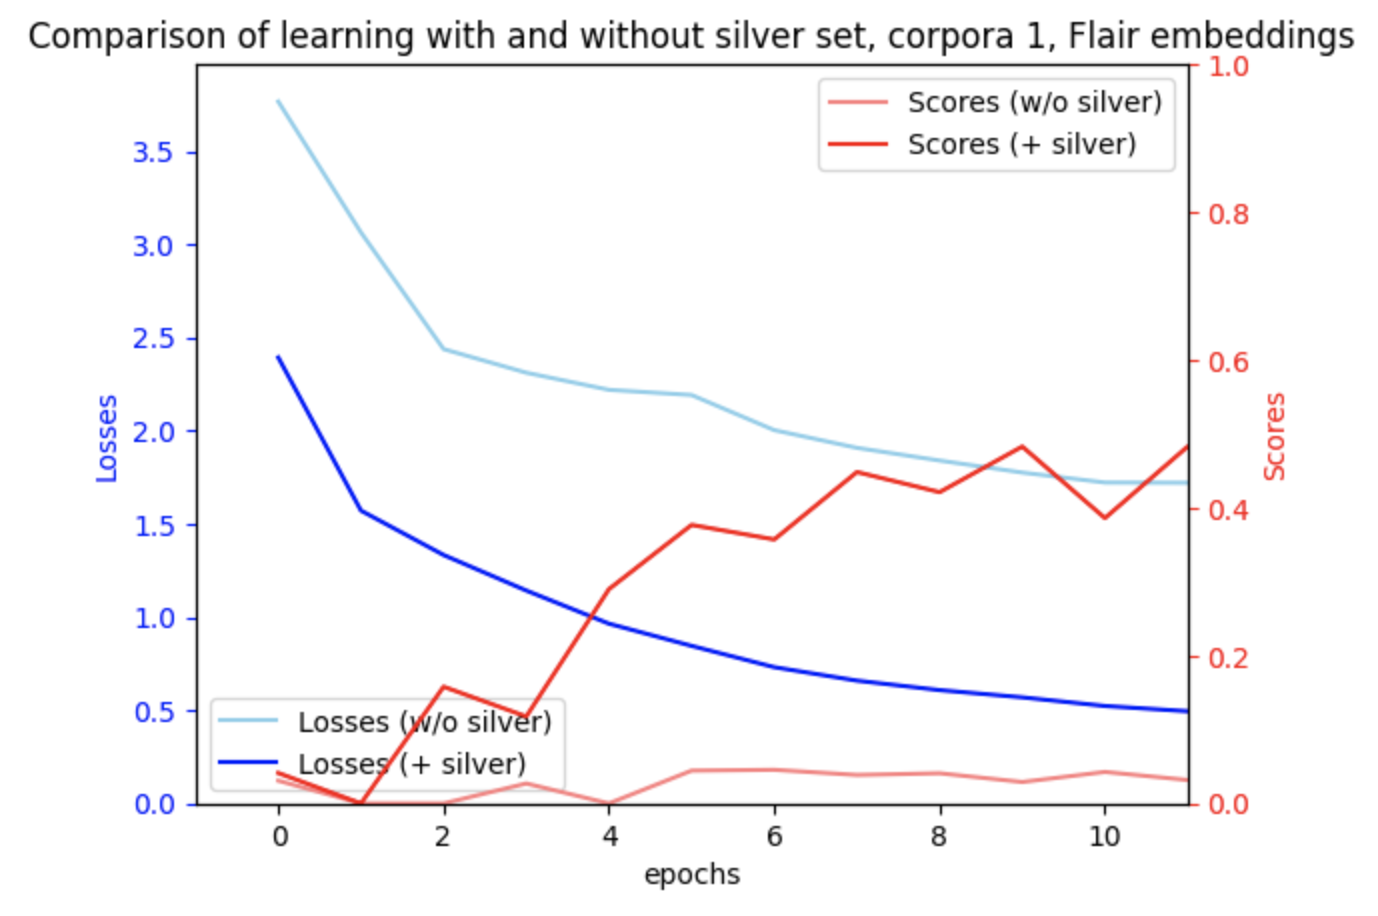 Comparison of learning with and without silver set, corpora 1, Flair embeddings
Scores (w/o silver)
Scores (+ silver)
Losses (w/o silver)
Losses (+ silver)
Losses
3.5
3.0
2.5
2.0
1.5
1.0
0.5
0.0
Scores
1.0
0.8
0.6
0.4
0.2
0.0
0 2 4 6 8 10
epochs